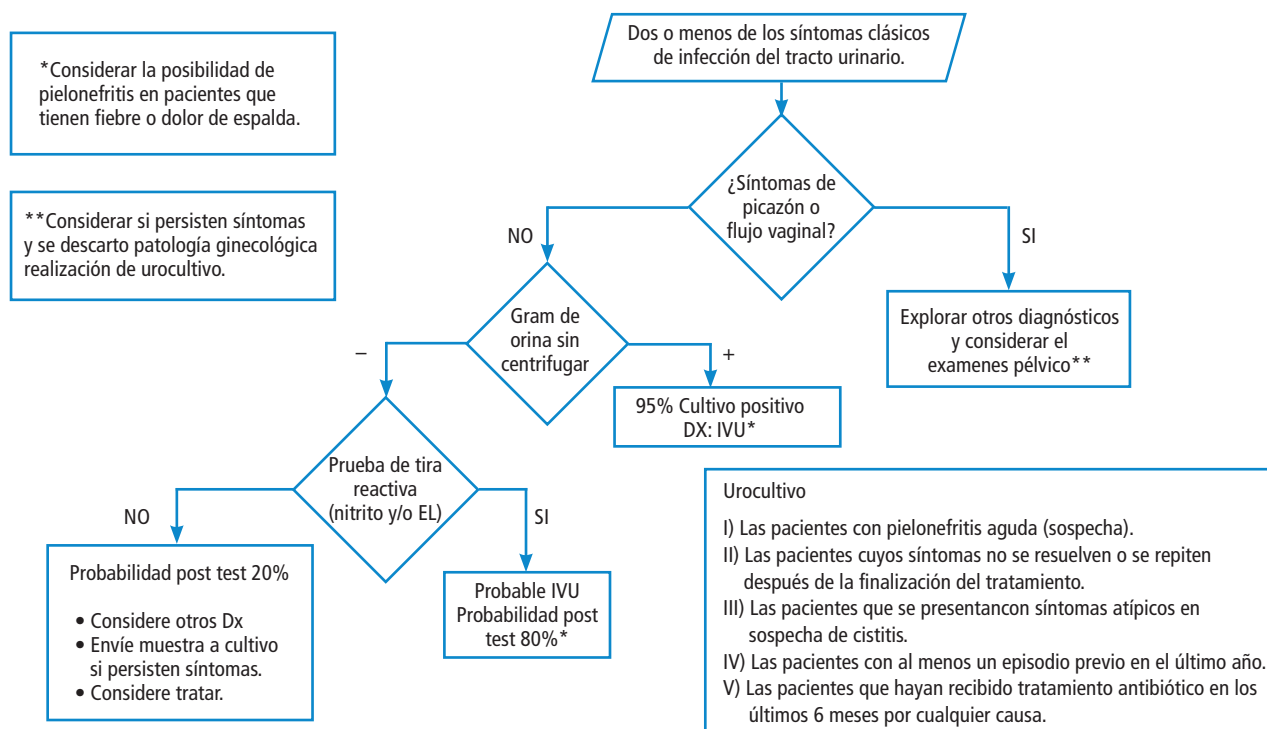 Dos o menos de los síntomas clásicos
de infección del tracto urinario.
*Considerar la posibilidad de
pielonefritis en pacientes que
tienen fiebre o dolor de espalda.
**Considerar si persisten síntomas
y se descarto patología ginecológica
realización de urocultivo.
¿Síntomas de
picazón o
flujo vaginal?
NO
SI
Gram de
orina sin
centrifugar
Explorar otros diagnósticos
y considerar el
examenes pélvico**
–
+
95% Cultivo positivo
DX: IVU*
Prueba de tira
reactiva
(nitrito y/o EL)
NO
SI
Probabilidad post test 20%
• Considere otros Dx
• Envíe muestra a cultivo
si persisten síntomas.
• Considere tratar.
Probable IVU
Probabilidad post
test 80%*
Urocultivo
I) Las pacientes con pielonefritis aguda (sospecha).
II) Las pacientes cuyos síntomas no se resuelven o se repiten
después de la finalización del tratamiento.
III) Las pacientes que se presentancon síntomas atípicos en
sospecha de cistitis.
IV) Las pacientes con al menos un episodio previo en el último año.
V) Las pacientes que hayan recibido tratamiento antibiótico en los
últimos 6 meses por cualquier causa.